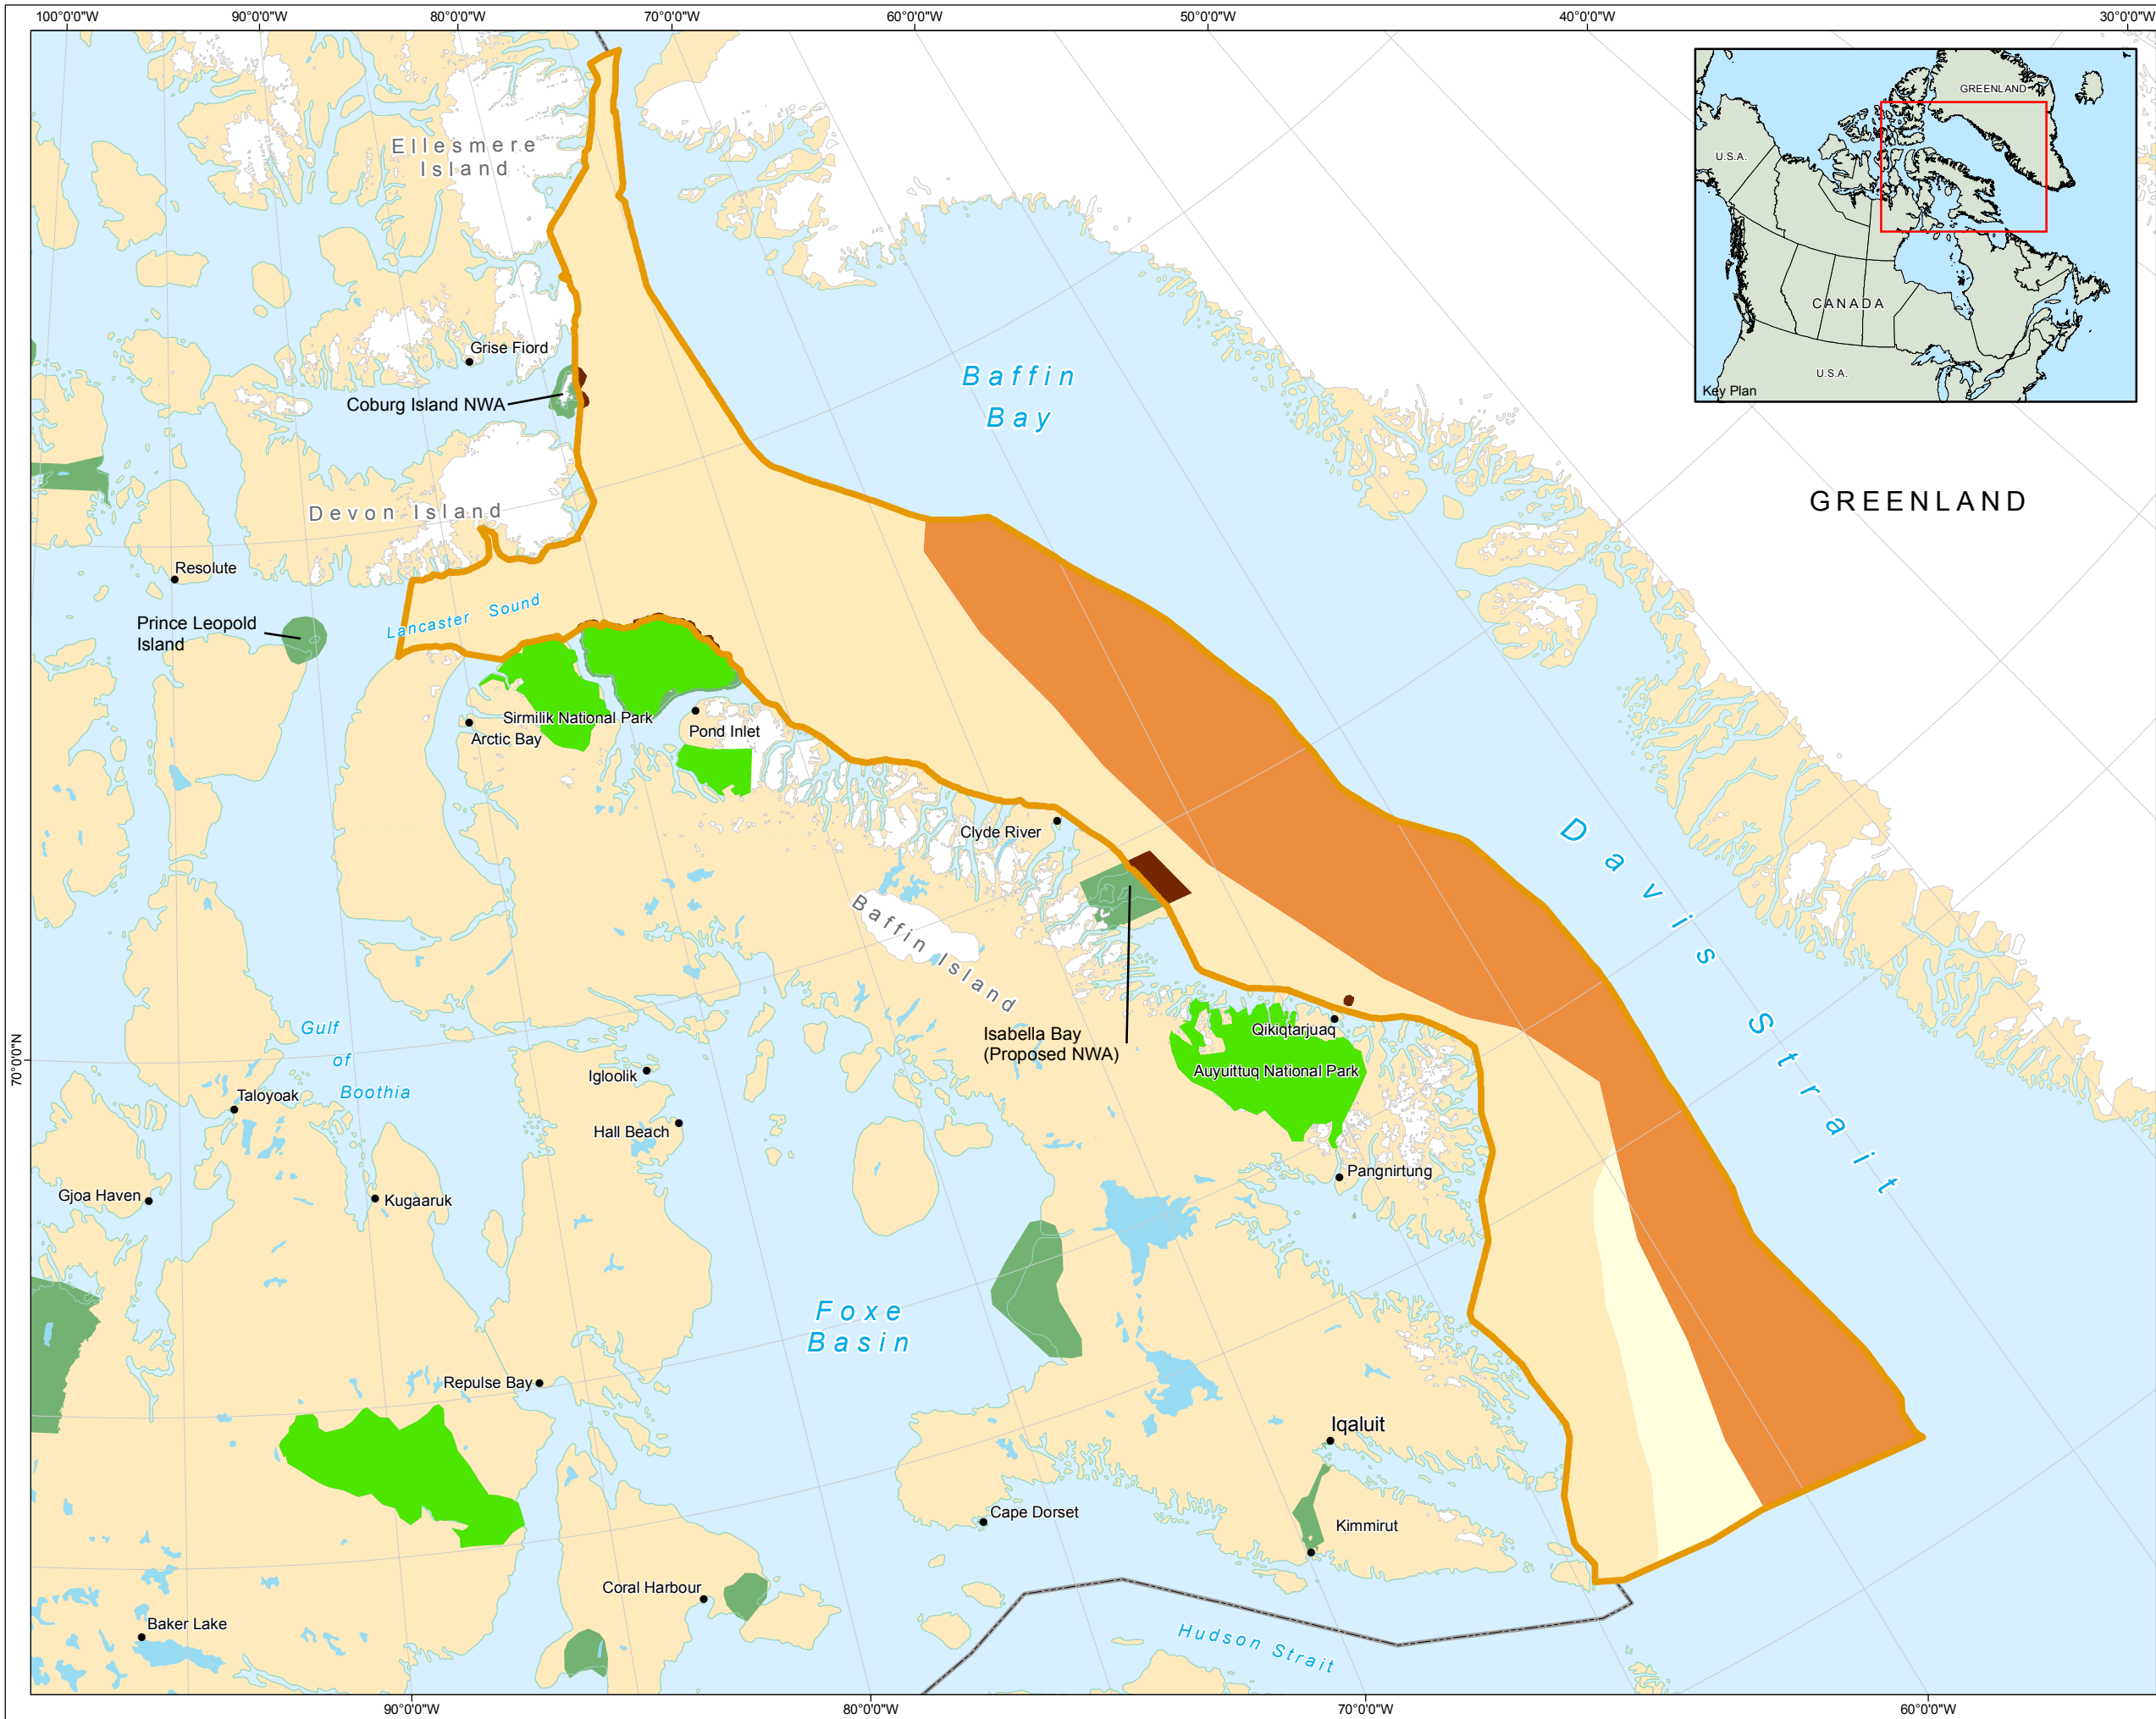 100°0'0"W
90°0'0"W
80°0'0"W
70°0'0"W
60°0'0"W
50°0'0"W
40°0'0"W
30°0'0"W
GREENLAND
U.S.A.
CANADA
U.S.A.
Key Plan
Ellesmere
Island
Grise Fiord
Coburg Island NWA
Baffin
Bay
GREENLAND
Devon Island
Resolute
Lancaster Sound
Prince Leopold
Island
Sirmilik National Park
Arctic Bay
Pond Inlet
Clyde River
Davis Strait
Baffin Island
Isabella Bay
(Proposed NWA)
Qikiqtarjuaq
Auyuittuq National Park
Gulf
of
Boothia
70°0'0"N
Igloolik
Taloyoak
Hall Beach
Pangnirtung
Gjoa Haven
Kugaaruk
Foxe
Basin
Repulse Bay
Iqaluit
Cape Dorset
Kimmirut
Coral Harbour
Baker Lake
Hudson Strait
90°0'0"W
80°0'0"W
70°0'0"W
60°0'0"W